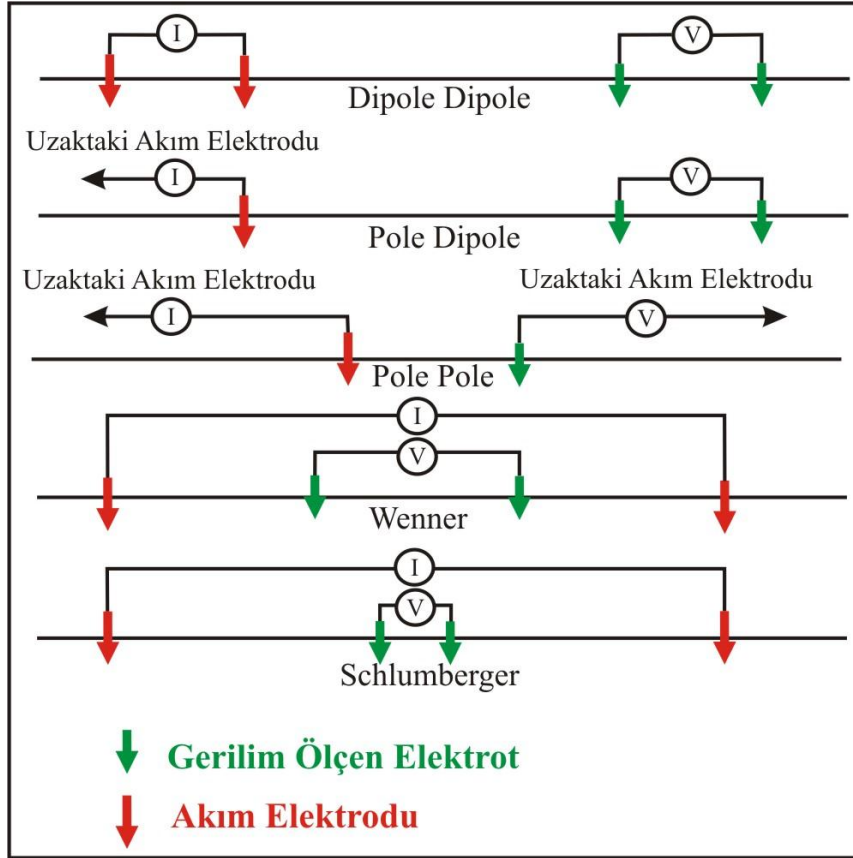 I
V
Dipole Dipole
Uzaktaki Akım Elektrodu
I
V
Pole Dipole
Uzaktaki Akım Elektrodu
Uzaktaki Akım Elektrodu
I
V
Pole Pole
I
V
Wenner
I
V
Schlumberger
Gerilim Ölçen Elektrot
Akım Elektrodu